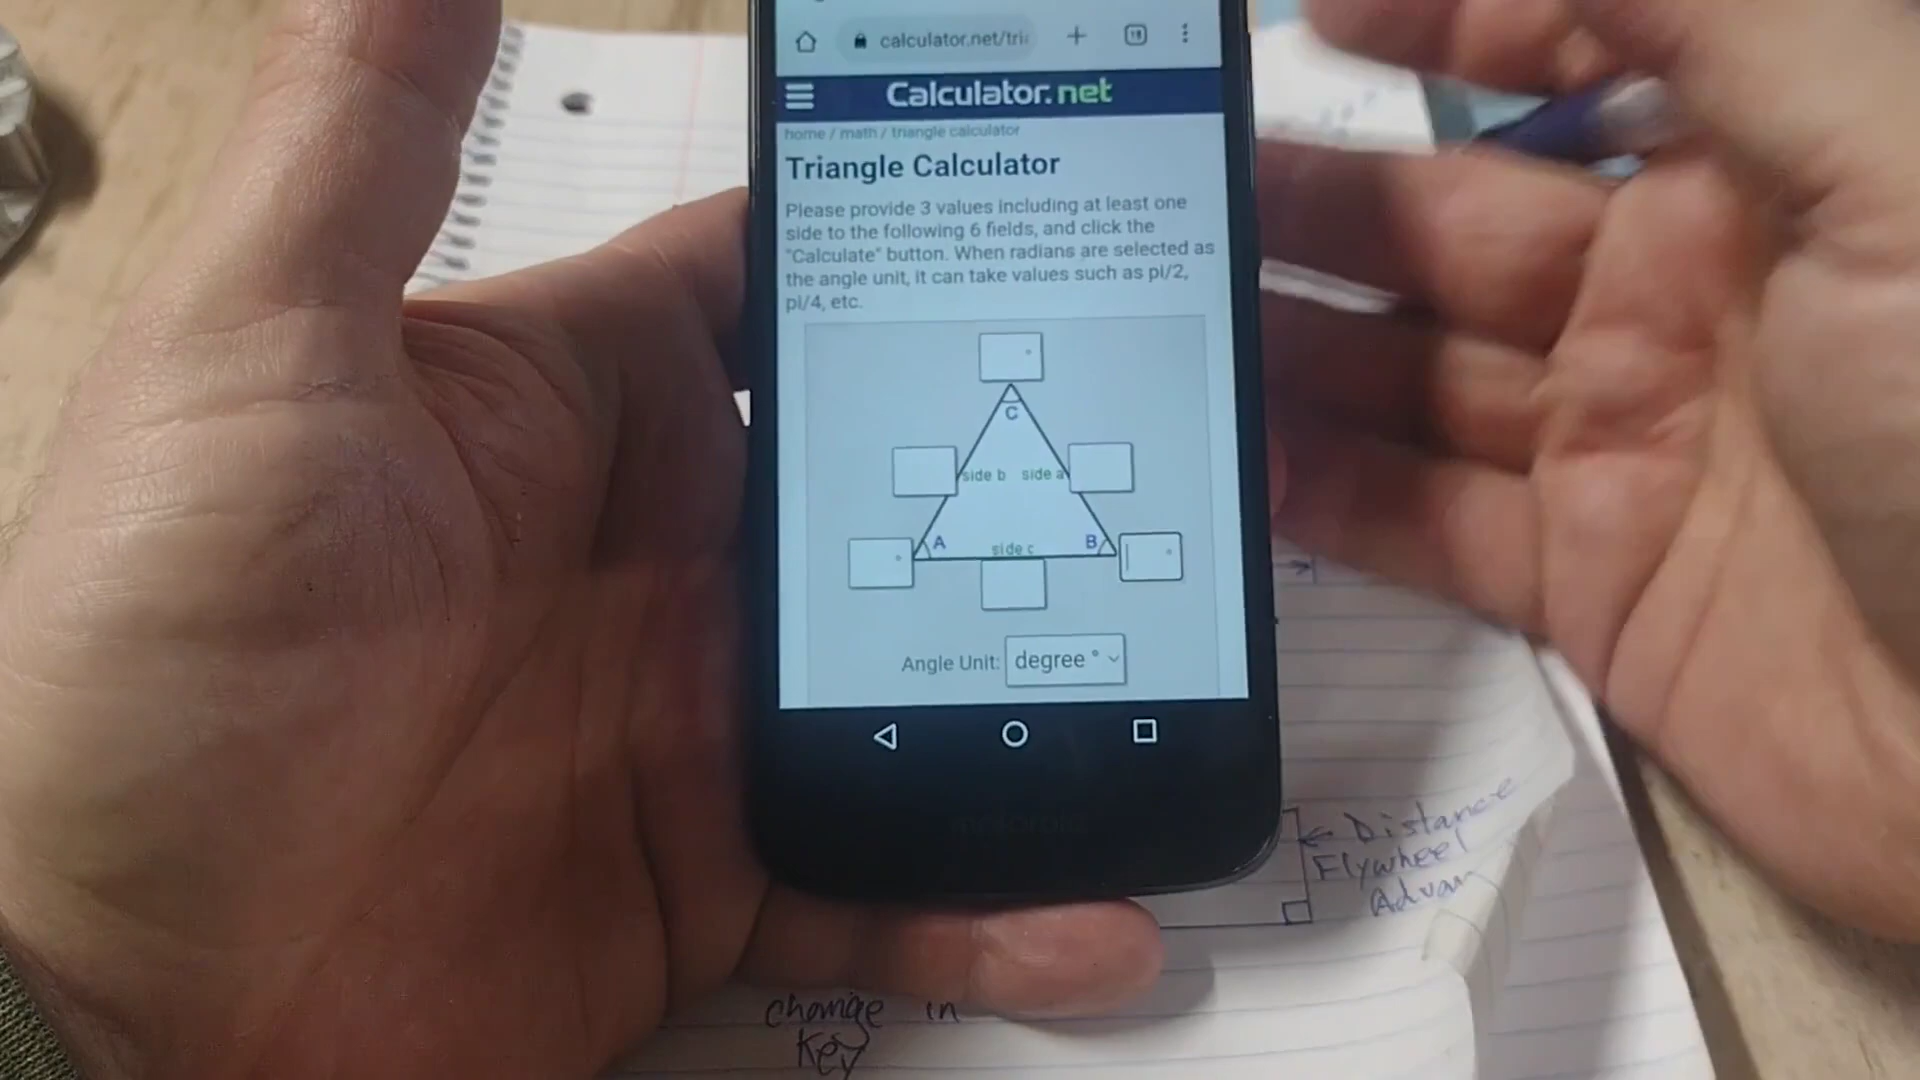 calculator.net/tri
Calculator.net
home / math / triangle calculator
Triangle Calculator
Please provide 3 values including at least one
side to the following 6 fields, and click the
"Calculate" button. When radians are selected as
the angle unit, it can take values such as pi/2,
pi/4, etc.
C
side b side a
A side c B
Angle Unit: degree °
motorola
Distance
Flywheel
Advan
change in
Key